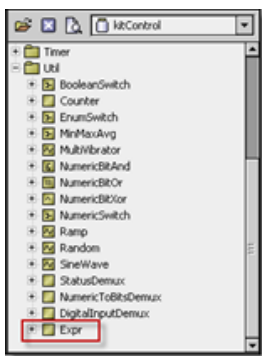 kitControl
Timer
Util
BooleanSwitch
Counter
EnumSwitch
MinMaxAvg
MultiVibrator
NumericBitAnd
NumericBitOr
NumericBitXor
NumericSwitch
Ramp
Random
SineWave
StatusDemux
NumericToBitsDemux
DigitalInputDemux
Expr